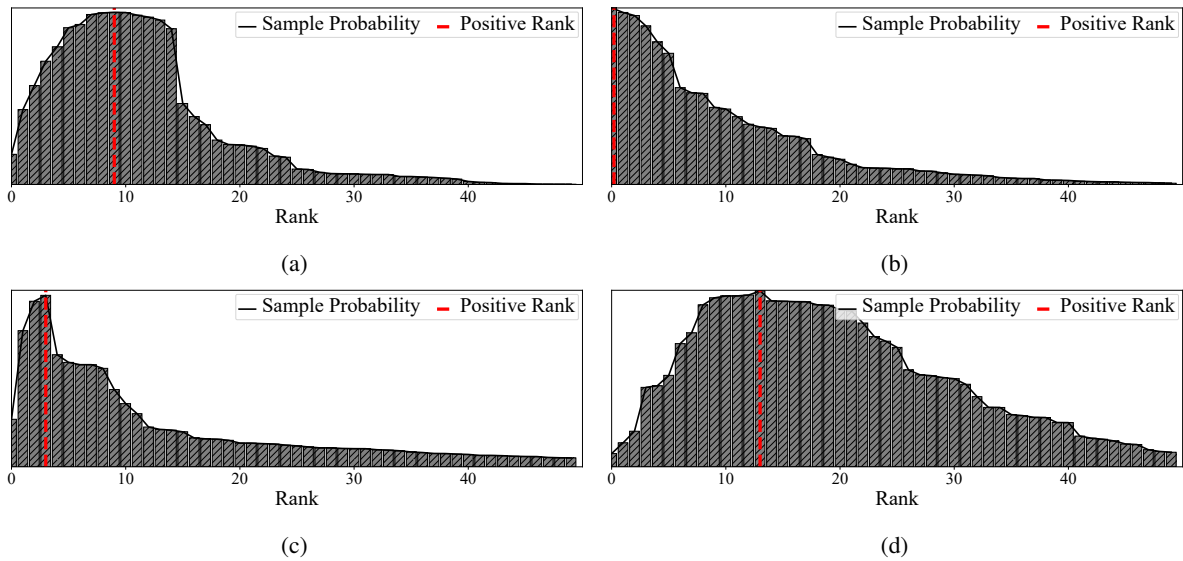 Sample Probability Positive Rank
0 10 20 30 40
Rank
(a)
Sample Probability Positive Rank
0 10 20 30 40
Rank
(b)
Sample Probability Positive Rank
0 10 20 30 40
Rank
(c)
Sample Probability Positive Rank
0 10 20 30 40
Rank
(d)